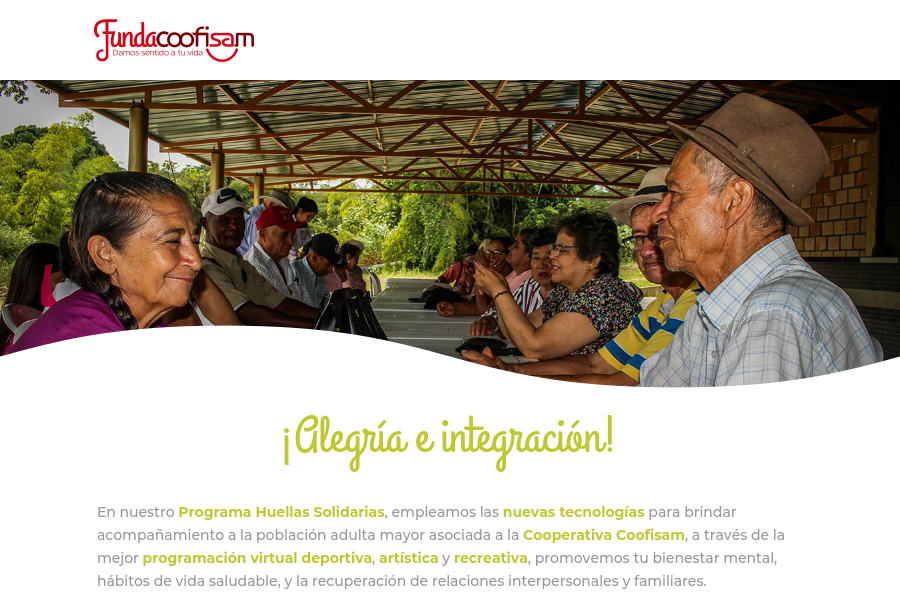 Fundacoofisam
Damos sentido a tu vida
¡Alegría e integración!
En nuestro Programa Huellas Solidarias, empleamos las nuevas tecnologías para brindar
acompañamiento a la población adulta mayor asociada a la Cooperativa Coofisam, a través de la
mejor programación virtual deportiva, artística y recreativa, promovemos tu bienestar mental,
hábitos de vida saludable, y la recuperación de relaciones interpersonales y familiares.